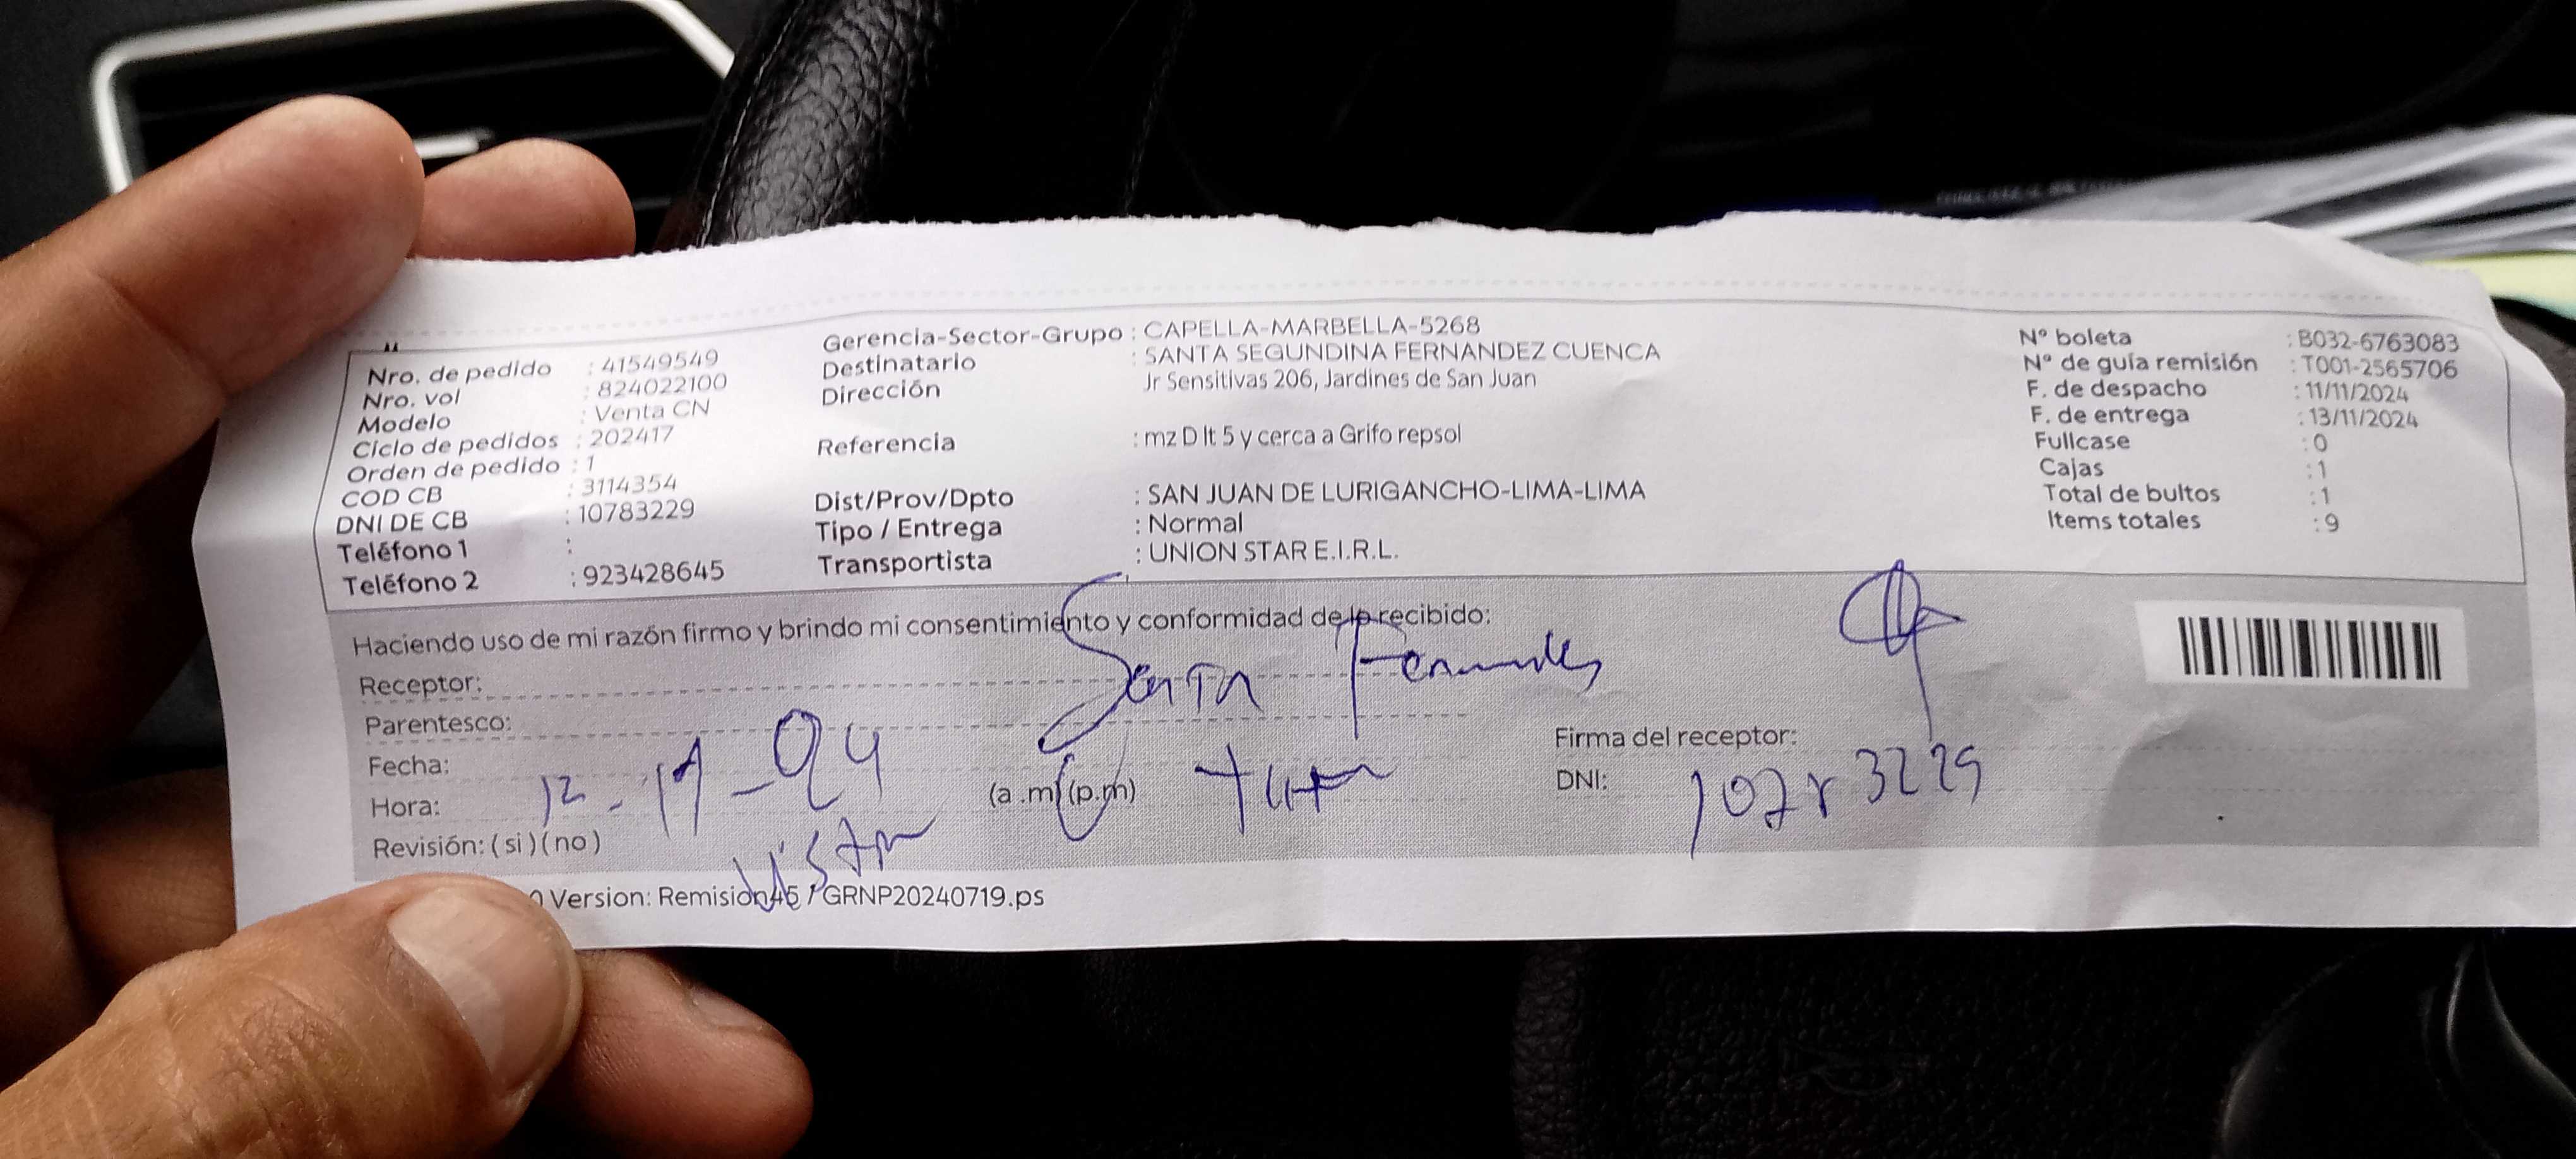 Nro. de pedido : 41549549
Nro. vol : 824022100
Modelo : Venta CN
Ciclo de pedidos : 202417
Orden de pedido : 1
COD CB : 3114354
DNI DE CB : 10783229
Teléfono 1 :
Teléfono 2 : 923428645
Gerencia-Sector-Grupo : CAPELLA-MARBELLA-5268
Destinatario : SANTA SEGUNDINA FERNANDEZ CUENCA
Dirección Jr Sensitivas 206, Jardines de San Juan
Referencia : mz D lt 5 y cerca a Grifo repsol
Dist/Prov/Dpto : SAN JUAN DE LURIGANCHO-LIMA-LIMA
Tipo / Entrega : Normal
Transportista : UNION STAR E.I.R.L.
Nº boleta : B032-6763083
Nº de guía remisión : T001-2565706
F. de despacho : 11/11/2024
F. de entrega : 13/11/2024
Fullcase : 0
Cajas : 1
Total de bultos : 1
Items totales : 9
Haciendo uso de mi razón firmo y brindo mi consentimiento y conformidad de lo recibido:
Receptor: Santa Fernandes
Parentesco:
Fecha:
Hora: (a.m) (p.m)
Revisión: ( si ) ( no )
Firma del receptor:
DNI: 10783229
Version: Remision45 / GRNP20240719.ps